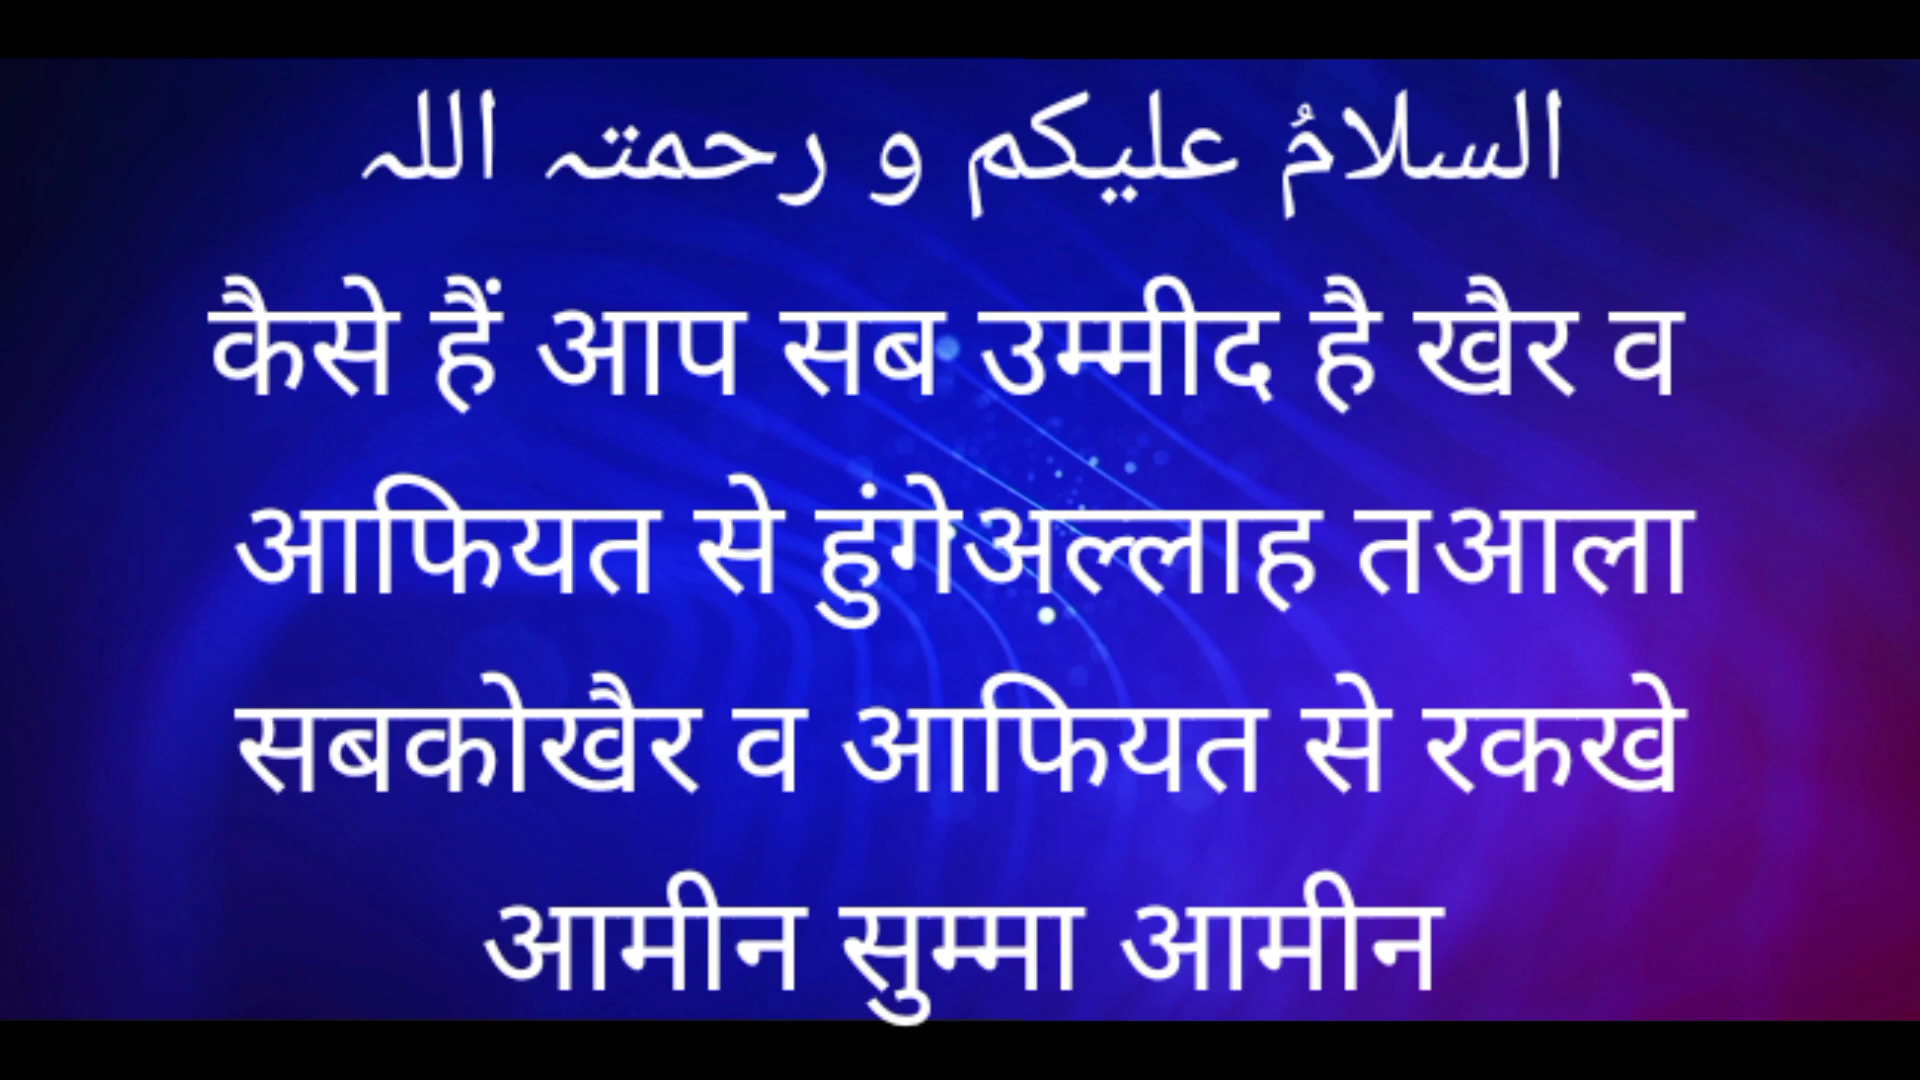 السلامُ علیکم و رحمتہ اللہ
कैसे हैं आप सब उम्मीद है खैर व
आफियत से हुंगेअल्लाह तआला
सबकोखैर व आफियत से रकखे
आमीन सुम्मा आमीन